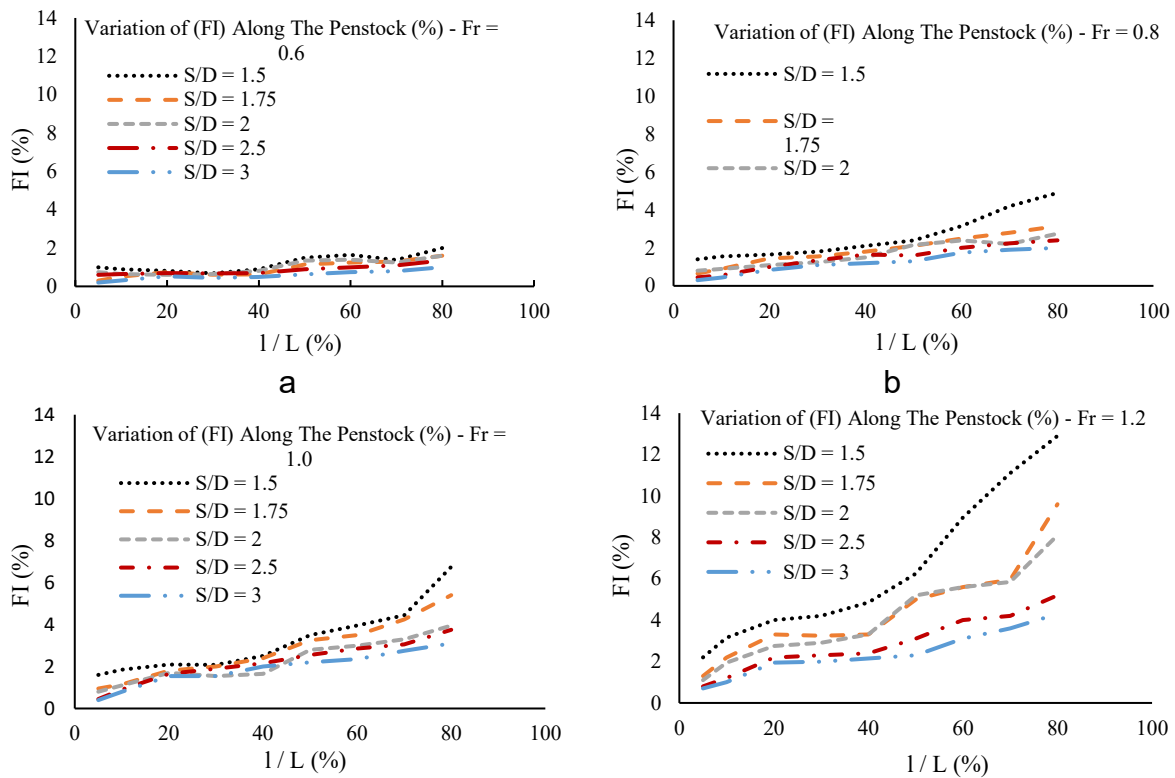 Variation of (FI) Along The Penstock (%) - Fr =
0.6
S/D = 1.5
S/D = 1.75
S/D = 2
S/D = 2.5
S/D = 3
14
12
10
8
6
4
2
0
FI (%)
0 20 40 60 80 100
l / L (%)
a
Variation of (FI) Along The Penstock (%) - Fr = 0.8
S/D = 1.5
S/D =
1.75
S/D = 2
14
12
10
8
6
4
2
0
FI (%)
0 20 40 60 80 100
l / L (%)
b
Variation of (FI) Along The Penstock (%) - Fr =
1.0
S/D = 1.5
S/D = 1.75
S/D = 2
S/D = 2.5
S/D = 3
14
12
10
8
6
4
2
0
FI (%)
0 20 40 60 80 100
l / L (%)
Variation of (FI) Along The Penstock (%) - Fr = 1.2
S/D = 1.5
S/D = 1.75
S/D = 2
S/D = 2.5
S/D = 3
14
12
10
8
6
4
2
0
FI (%)
0 20 40 60 80 100
l / L (%)